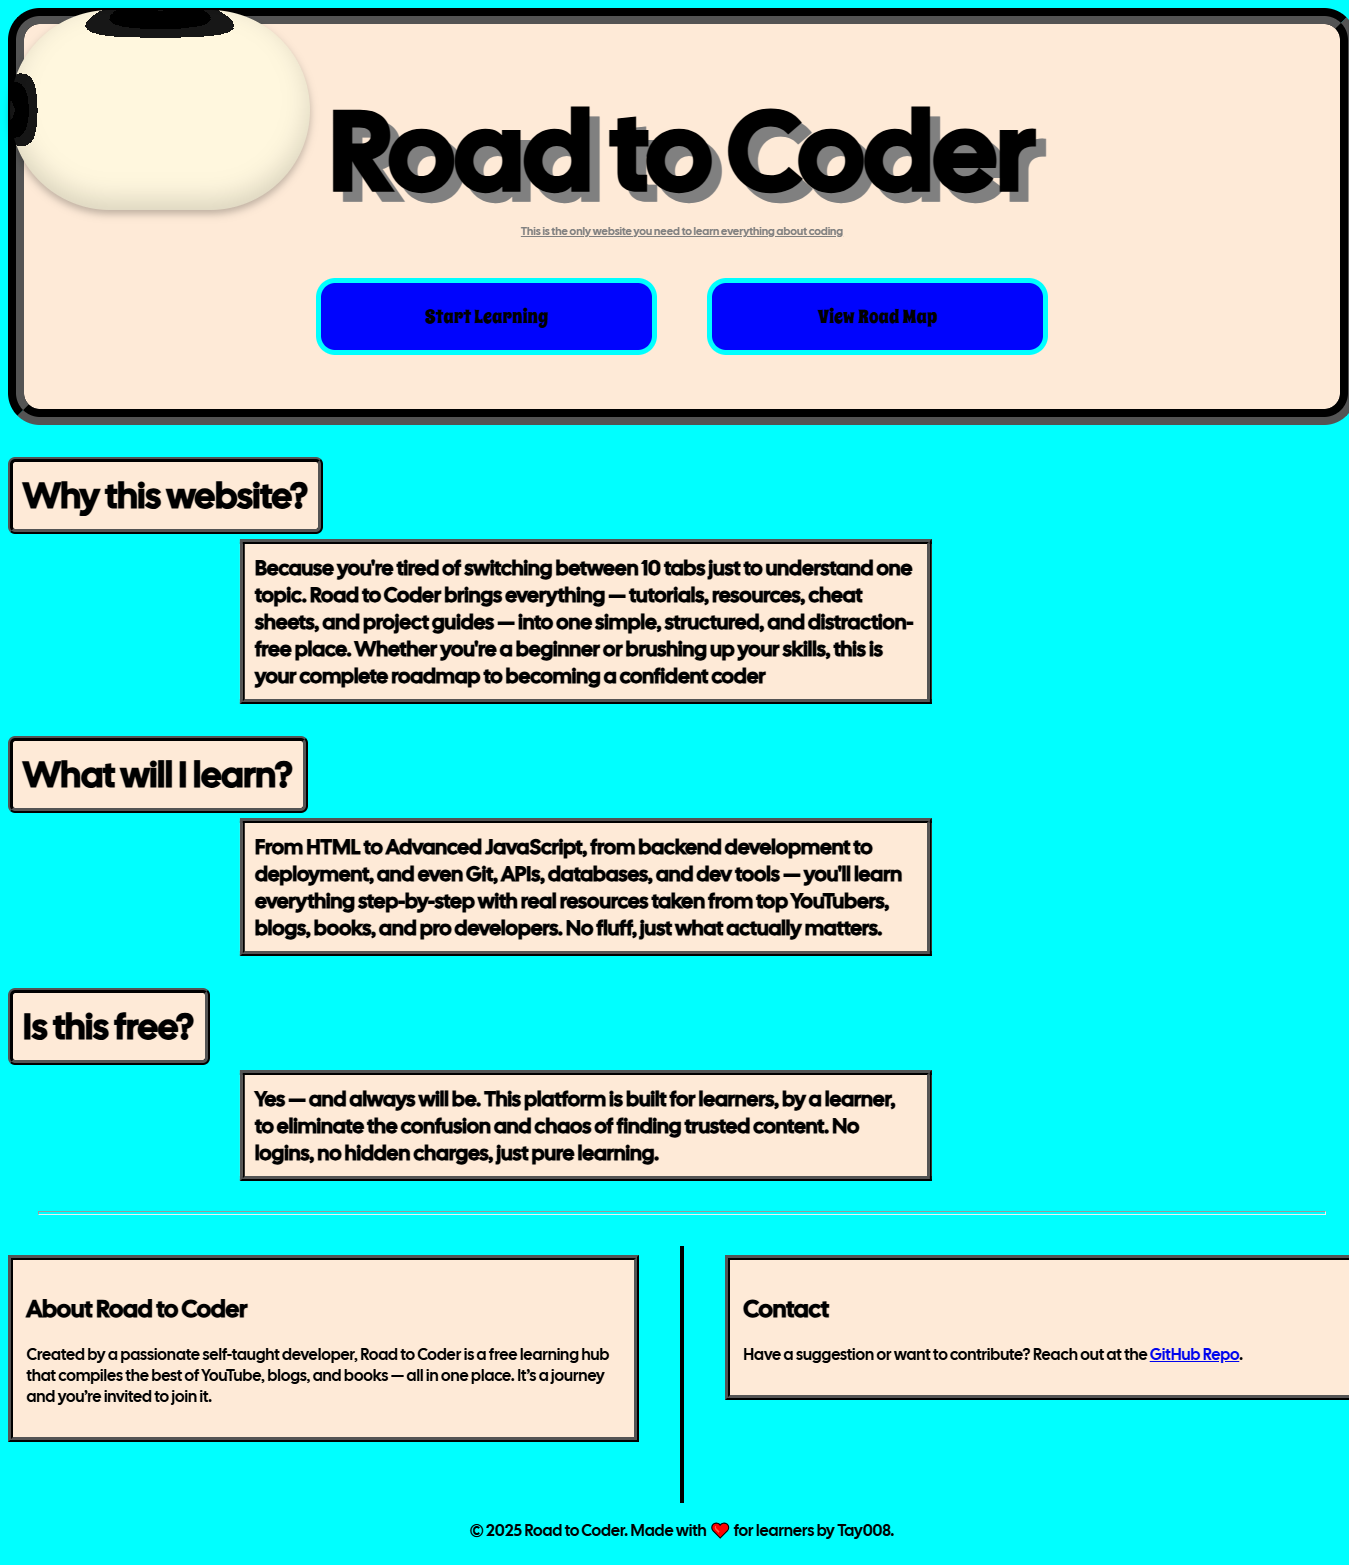 Road to Coder
This is the only website you need to learn everything about coding
Start Learning
View Road Map
Why this website?
Because you're tired of switching between 10 tabs just to understand one
topic. Road to Coder brings everything — tutorials, resources, cheat
sheets, and project guides — into one simple, structured, and distraction-
free place. Whether you're a beginner or brushing up your skills, this is
your complete roadmap to becoming a confident coder
What will I learn?
From HTML to Advanced JavaScript, from backend development to
deployment, and even Git, APIs, databases, and dev tools — you'll learn
everything step-by-step with real resources taken from top YouTubers,
blogs, books, and pro developers. No fluff, just what actually matters.
Is this free?
Yes — and always will be. This platform is built for learners, by a learner,
to eliminate the confusion and chaos of finding trusted content. No
logins, no hidden charges, just pure learning.
About Road to Coder
Created by a passionate self-taught developer, Road to Coder is a free learning hub
that compiles the best of YouTube, blogs, and books — all in one place. It’s a journey
and you’re invited to join it.
Contact
Have a suggestion or want to contribute? Reach out at the GitHub Repo.
© 2025 Road to Coder. Made with ❤️ for learners by Tay008.